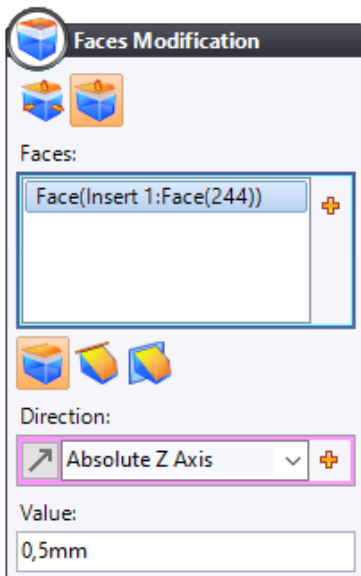 Faces Modification
Faces:
Face(Insert 1:Face(244))
Direction:
Absolute Z Axis
Value:
0,5mm